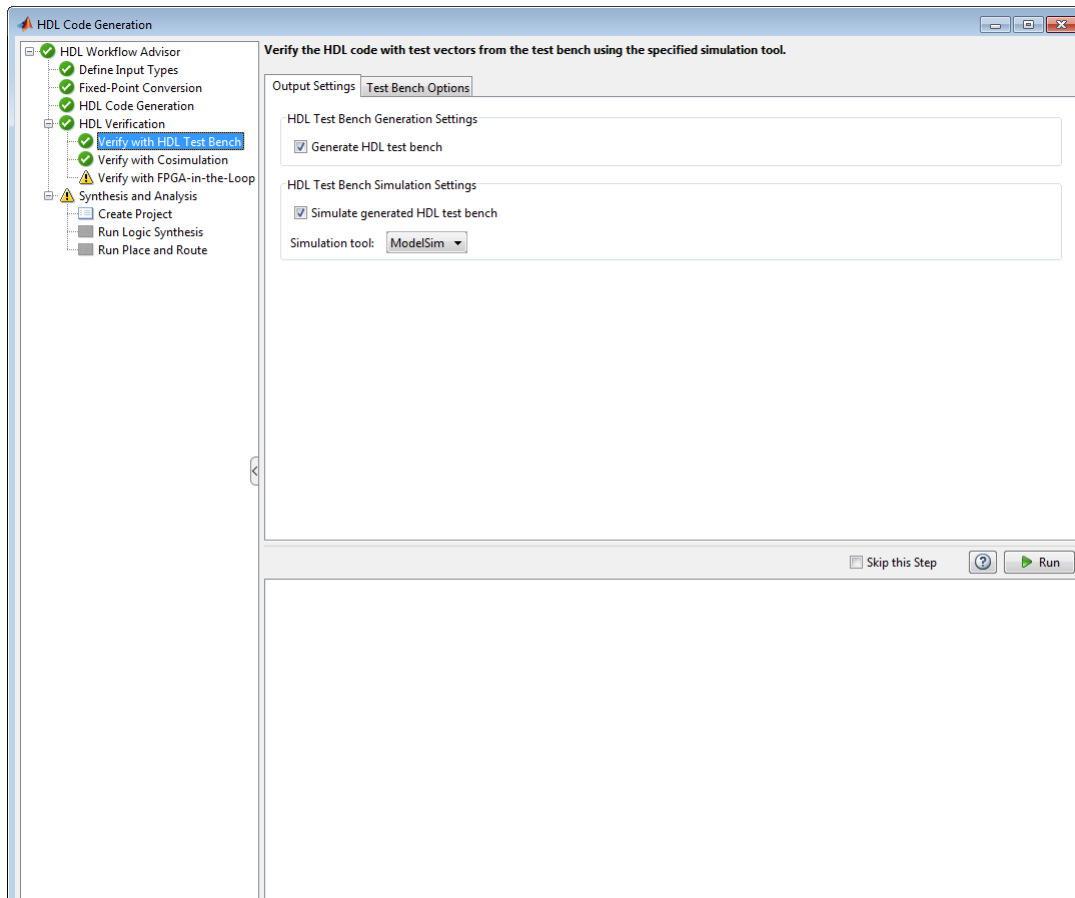 HDL Code Generation
HDL Workflow Advisor
Define Input Types
Fixed-Point Conversion
HDL Code Generation
HDL Verification
Verify with HDL Test Bench
Verify with Cosimulation
Verify with FPGA-in-the-Loop
Synthesis and Analysis
Create Project
Run Logic Synthesis
Run Place and Route
Verify the HDL code with test vectors from the test bench using the specified simulation tool.
Output Settings Test Bench Options
HDL Test Bench Generation Settings
Generate HDL test bench
HDL Test Bench Simulation Settings
Simulate generated HDL test bench
Simulation tool: ModelSim
Skip this Step ? Run